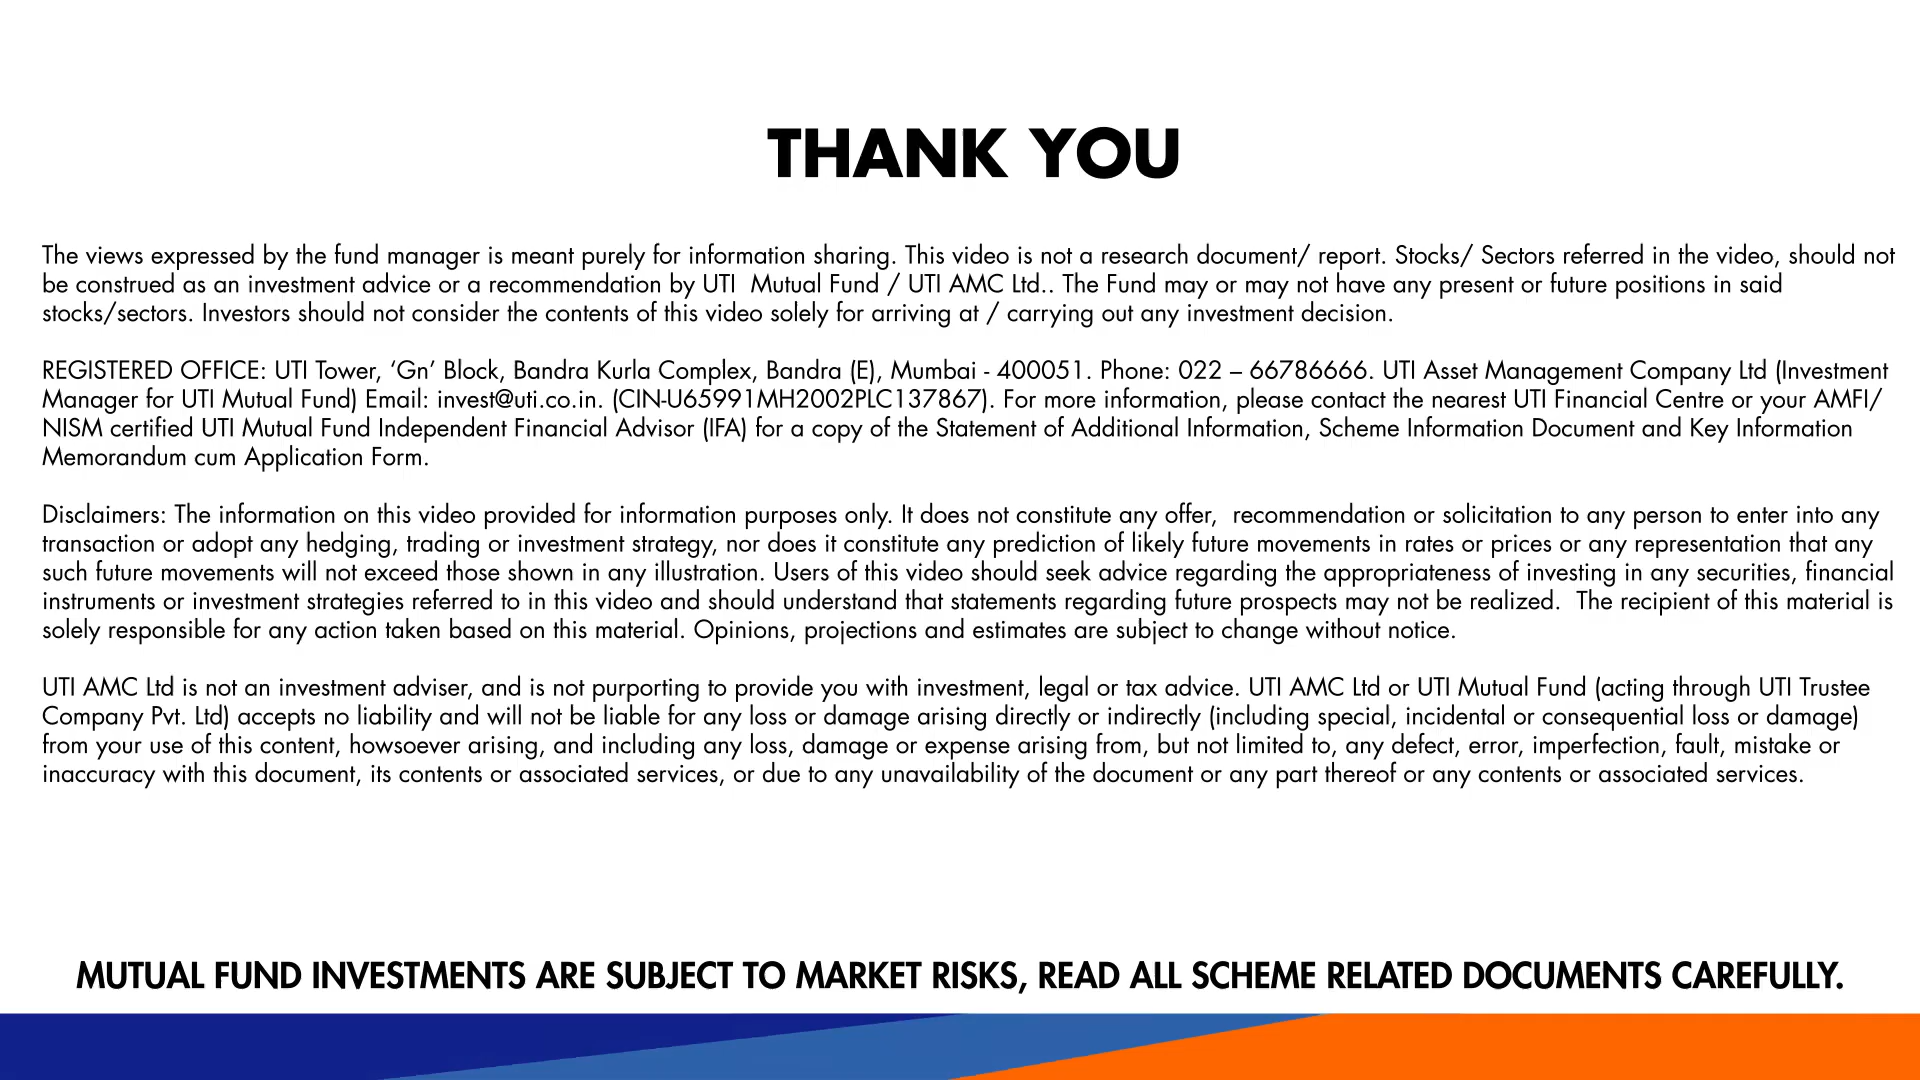 THANK YOU
The views expressed by the fund manager is meant purely for information sharing. This video is not a research document/ report. Stocks/ Sectors referred in the video, should not
be construed as an investment advice or a recommendation by UTI  Mutual Fund / UTI AMC Ltd.. The Fund may or may not have any present or future positions in said
stocks/sectors. Investors should not consider the contents of this video solely for arriving at / carrying out any investment decision.
REGISTERED OFFICE: UTI Tower, ‘Gn’ Block, Bandra Kurla Complex, Bandra (E), Mumbai - 400051. Phone: 022 – 66786666. UTI Asset Management Company Ltd (Investment
Manager for UTI Mutual Fund) Email: invest@uti.co.in. (CIN-U65991MH2002PLC137867). For more information, please contact the nearest UTI Financial Centre or your AMFI/
NISM certified UTI Mutual Fund Independent Financial Advisor (IFA) for a copy of the Statement of Additional Information, Scheme Information Document and Key Information
Memorandum cum Application Form.
Disclaimers: The information on this video provided for information purposes only. It does not constitute any offer,  recommendation or solicitation to any person to enter into any
transaction or adopt any hedging, trading or investment strategy, nor does it constitute any prediction of likely future movements in rates or prices or any representation that any
such future movements will not exceed those shown in any illustration. Users of this video should seek advice regarding the appropriateness of investing in any securities, financial
instruments or investment strategies referred to in this video and should understand that statements regarding future prospects may not be realized.  The recipient of this material is
solely responsible for any action taken based on this material. Opinions, projections and estimates are subject to change without notice.
UTI AMC Ltd is not an investment adviser, and is not purporting to provide you with investment, legal or tax advice. UTI AMC Ltd or UTI Mutual Fund (acting through UTI Trustee
Company Pvt. Ltd) accepts no liability and will not be liable for any loss or damage arising directly or indirectly (including special, incidental or consequential loss or damage)
from your use of this content, howsoever arising, and including any loss, damage or expense arising from, but not limited to, any defect, error, imperfection, fault, mistake or
inaccuracy with this document, its contents or associated services, or due to any unavailability of the document or any part thereof or any contents or associated services.
MUTUAL FUND INVESTMENTS ARE SUBJECT TO MARKET RISKS, READ ALL SCHEME RELATED DOCUMENTS CAREFULLY.